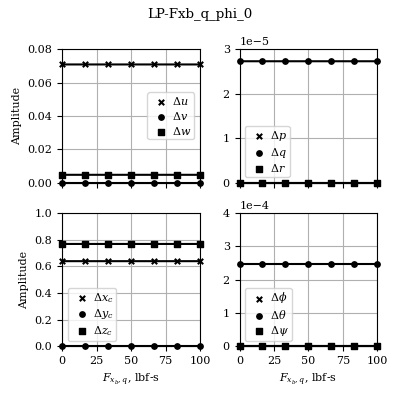 LP-Fxb_q_phi_0
Amplitude
0.08
0.06
0.04
0.02
0.00
Δu
Δv
Δw
1e−5
3
2
1
0
Δp
Δq
Δr
Amplitude
1.0
0.8
0.6
0.4
0.2
0.0
Δx_c
Δy_c
Δz_c
0 25 50 75 100
F_{x_b,q}, lbf-s
1e−4
4
3
2
1
0
Δϕ
Δθ
Δψ
0 25 50 75 100
F_{x_b,q}, lbf-s